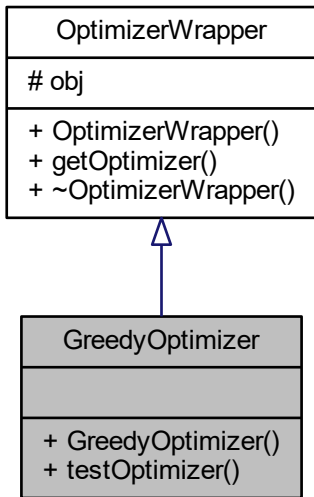 OptimizerWrapper
# obj
+ OptimizerWrapper()
+ getOptimizer()
+ ~OptimizerWrapper()
GreedyOptimizer
+ GreedyOptimizer()
+ testOptimizer()